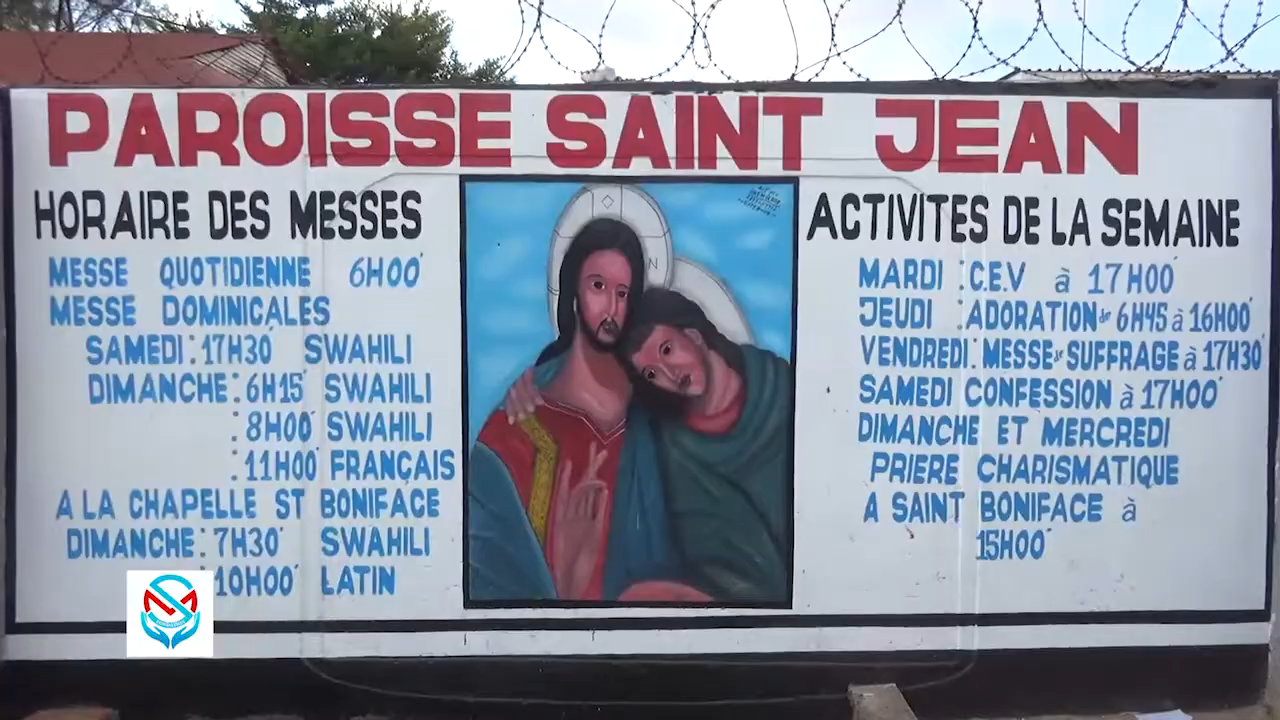 PAROISSE SAINT JEAN
HORAIRE DES MESSES
MESSE QUOTIDIENNE 6H00'
MESSE DOMINICALES
SAMEDI : 17H30' SWAHILI
DIMANCHE : 6H15' SWAHILI
: 8H00' SWAHILI
: 11H00' FRANÇAIS
A LA CHAPELLE ST BONIFACE
DIMANCHE : 7H30' SWAHILI
10H00' LATIN
N
ACTIVITES DE LA SEMAINE
MARDI : C.E.V à 17H00'
JEUDI : ADORATION de 6H45 à 16H00'
VENDREDI : MESSE de SUFFRAGE à 17H30'
SAMEDI CONFESSION à 17H00'
DIMANCHE ET MERCREDI
PRIERE CHARISMATIQUE
A SAINT BONIFACE à
15H00'